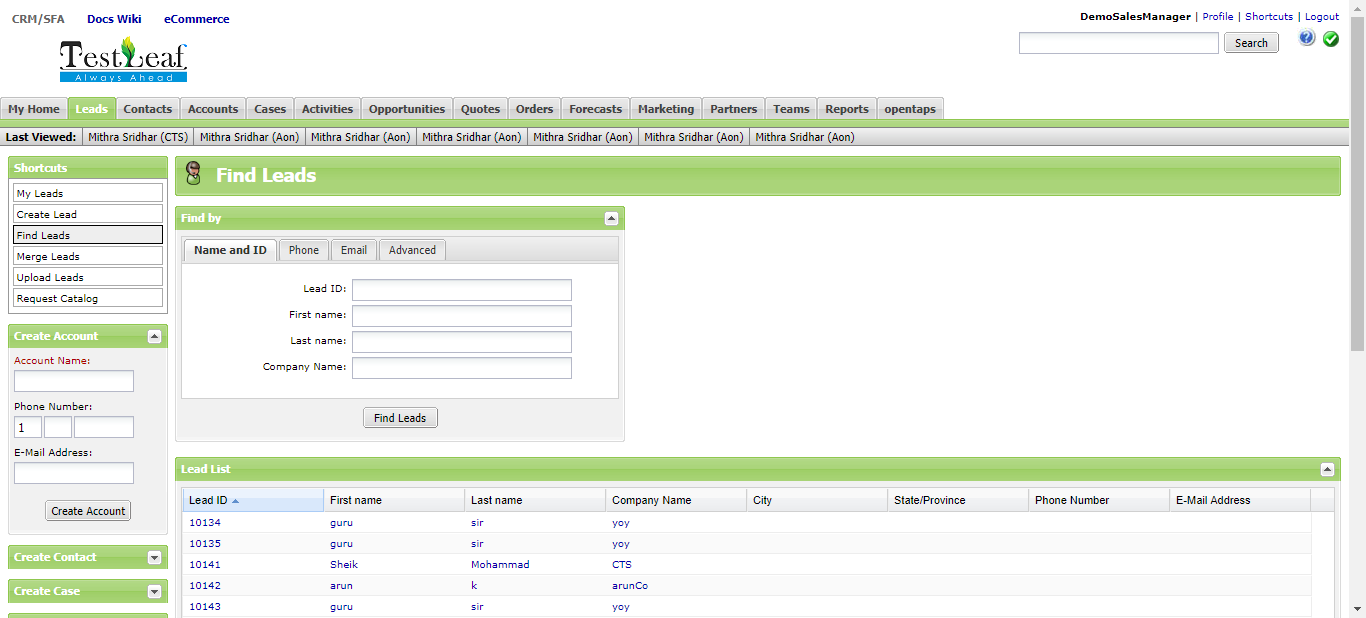 CRM/SFA Docs Wiki eCommerce
DemoSalesManager | Profile | Shortcuts | Logout
TestLeaf
Always Ahead
Search
My Home Leads Contacts Accounts Cases Activities Opportunities Quotes Orders Forecasts Marketing Partners Teams Reports opentaps
Last Viewed: Mithra Sridhar (CTS) Mithra Sridhar (Aon) Mithra Sridhar (Aon) Mithra Sridhar (Aon) Mithra Sridhar (Aon) Mithra Sridhar (Aon) Mithra Sridhar (Aon)
Shortcuts
My Leads
Create Lead
Find Leads
Merge Leads
Upload Leads
Request Catalog
Create Account
Account Name:
Phone Number:
1
E-Mail Address:
Create Account
Create Contact
Create Case
Find Leads
Find by
Name and ID Phone Email Advanced
Lead ID:
First name:
Last name:
Company Name:
Find Leads
Lead List
Lead ID First name Last name Company Name City State/Province Phone Number E-Mail Address
10134 guru sir yoy
10135 guru sir yoy
10141 Sheik Mohammad CTS
10142 arun k arunCo
10143 guru sir yoy